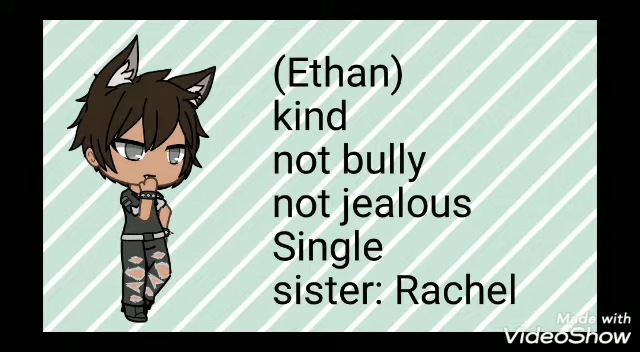 (Ethan)
kind
not bully
not jealous
Single
sister: Rachel
Made with
VideoShow